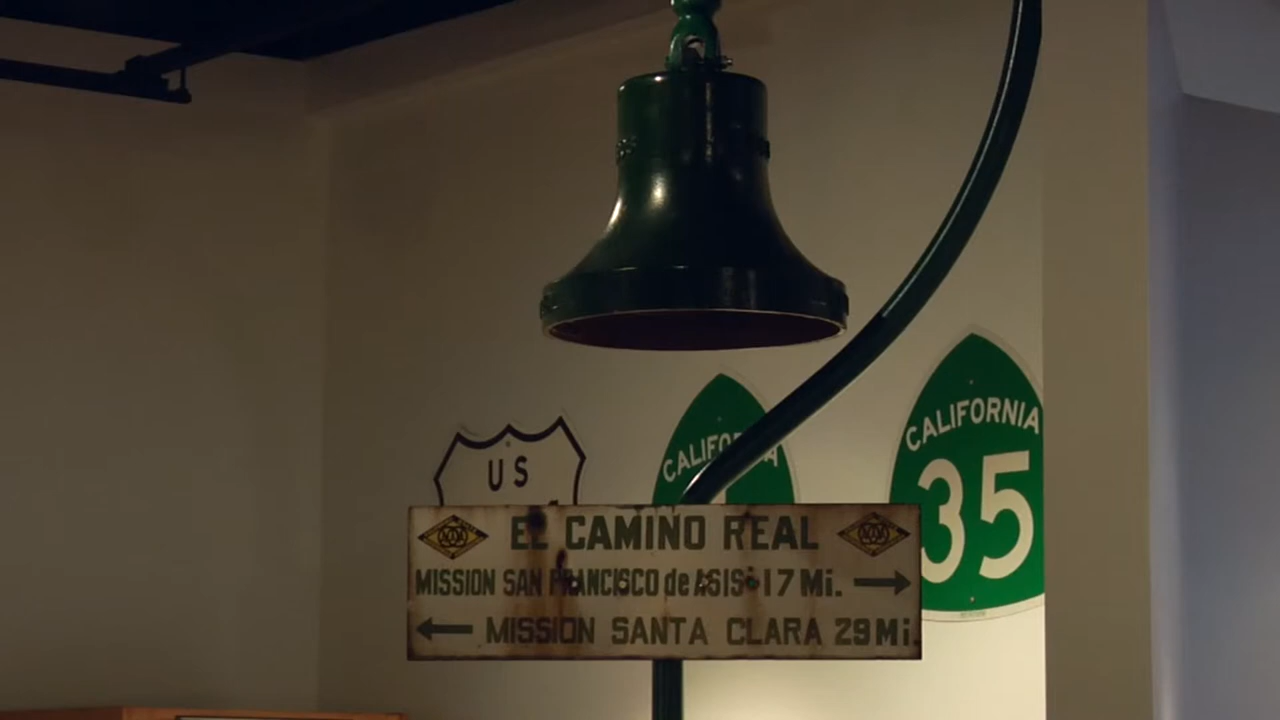 US
CALIFORNIA
CALIFORNIA
35
EL CAMINO REAL
MISSION SAN FRANCISCO de ASIS 17 Mi. →
← MISSION SANTA CLARA 29 Mi.